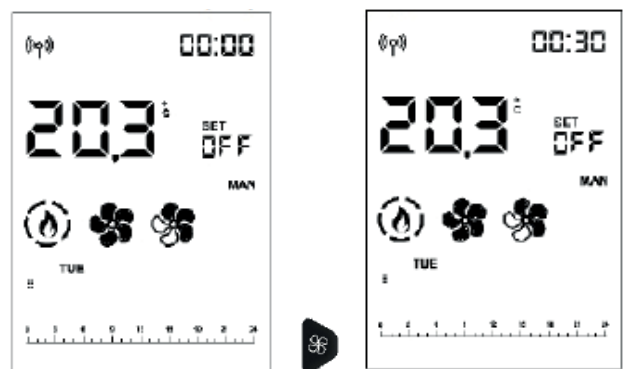 00:00
20,3
SET
OFF
MAN
TUE
00:30
20,3 °C
SET
OFF
MAN
TUE